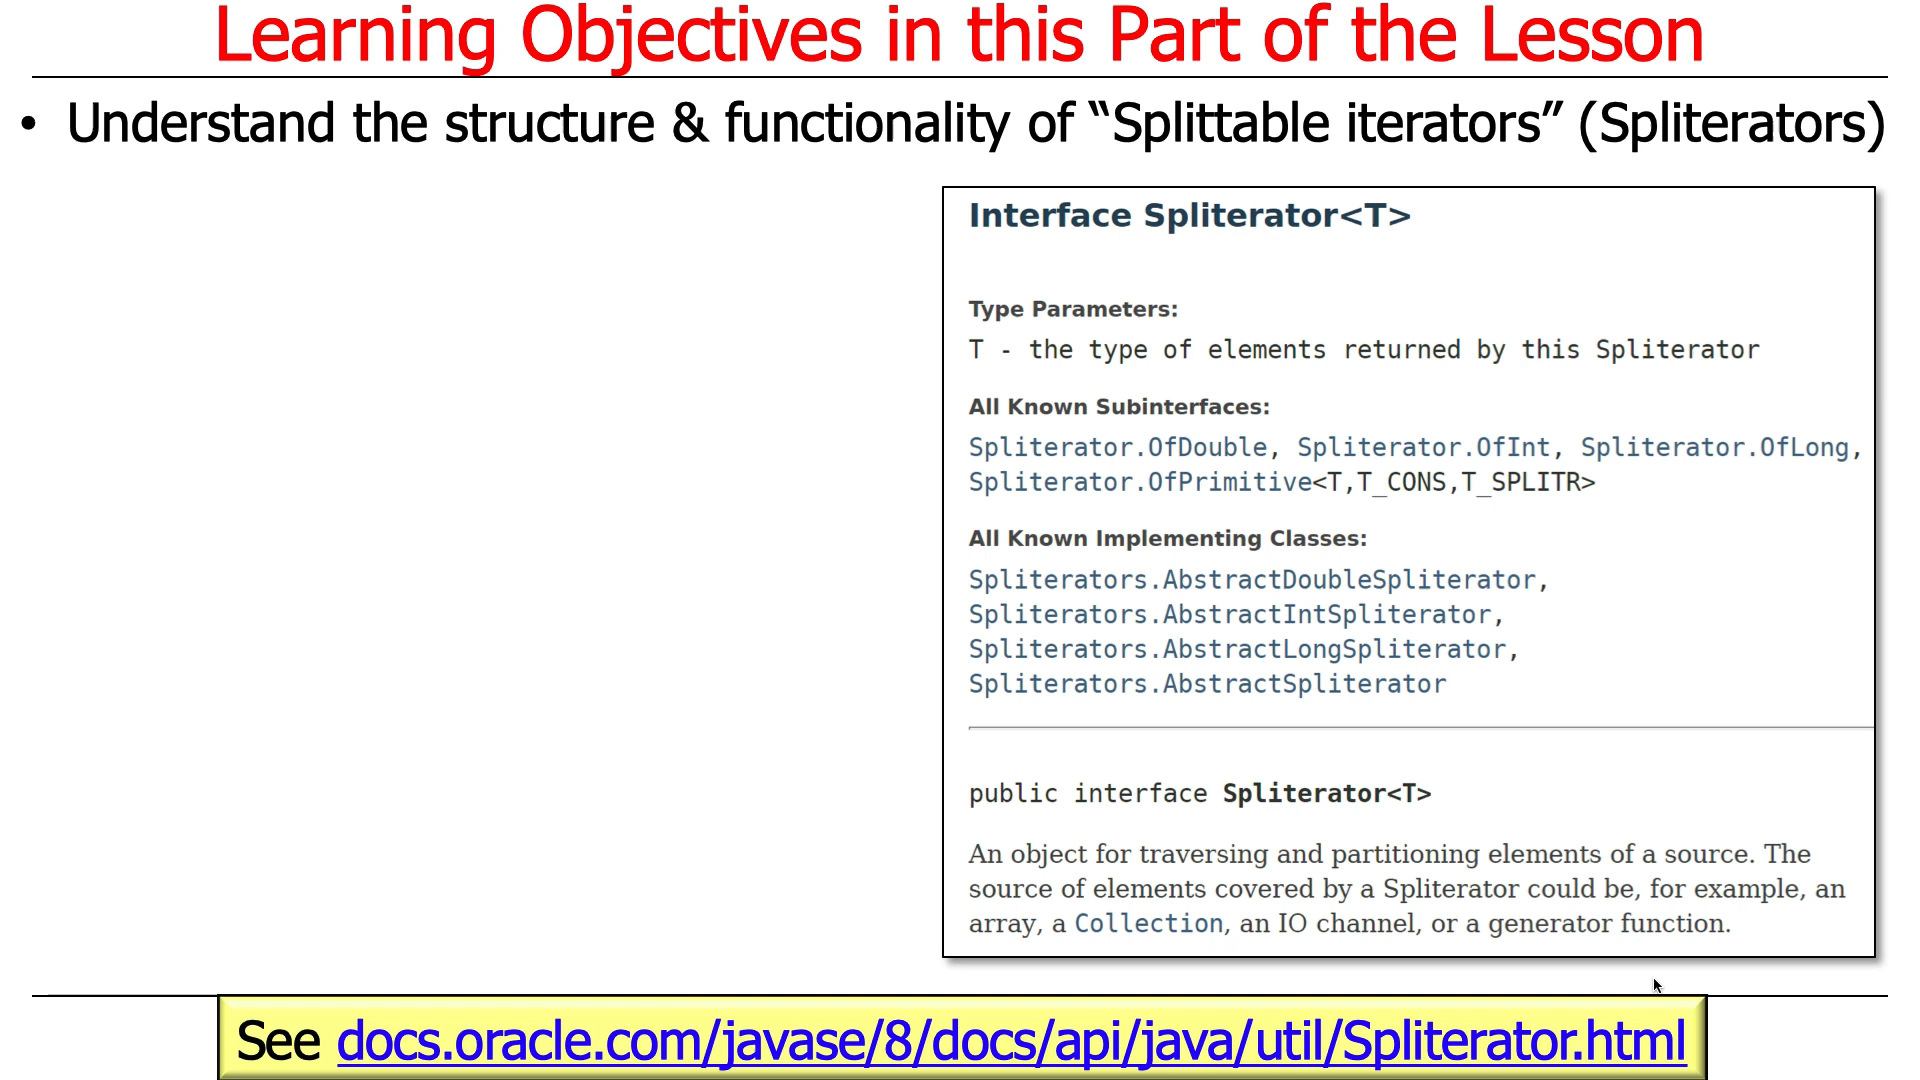 Learning Objectives in this Part of the Lesson
• Understand the structure & functionality of “Splittable iterators” (Spliterators)
Interface Spliterator<T>
Type Parameters:
T - the type of elements returned by this Spliterator
All Known Subinterfaces:
Spliterator.OfDouble, Spliterator.OfInt, Spliterator.OfLong,
Spliterator.OfPrimitive<T,T_CONS,T_SPLITR>
All Known Implementing Classes:
Spliterators.AbstractDoubleSpliterator,
Spliterators.AbstractIntSpliterator,
Spliterators.AbstractLongSpliterator,
Spliterators.AbstractSpliterator
public interface Spliterator<T>
An object for traversing and partitioning elements of a source. The
source of elements covered by a Spliterator could be, for example, an
array, a Collection, an IO channel, or a generator function.
See docs.oracle.com/javase/8/docs/api/java/util/Spliterator.html